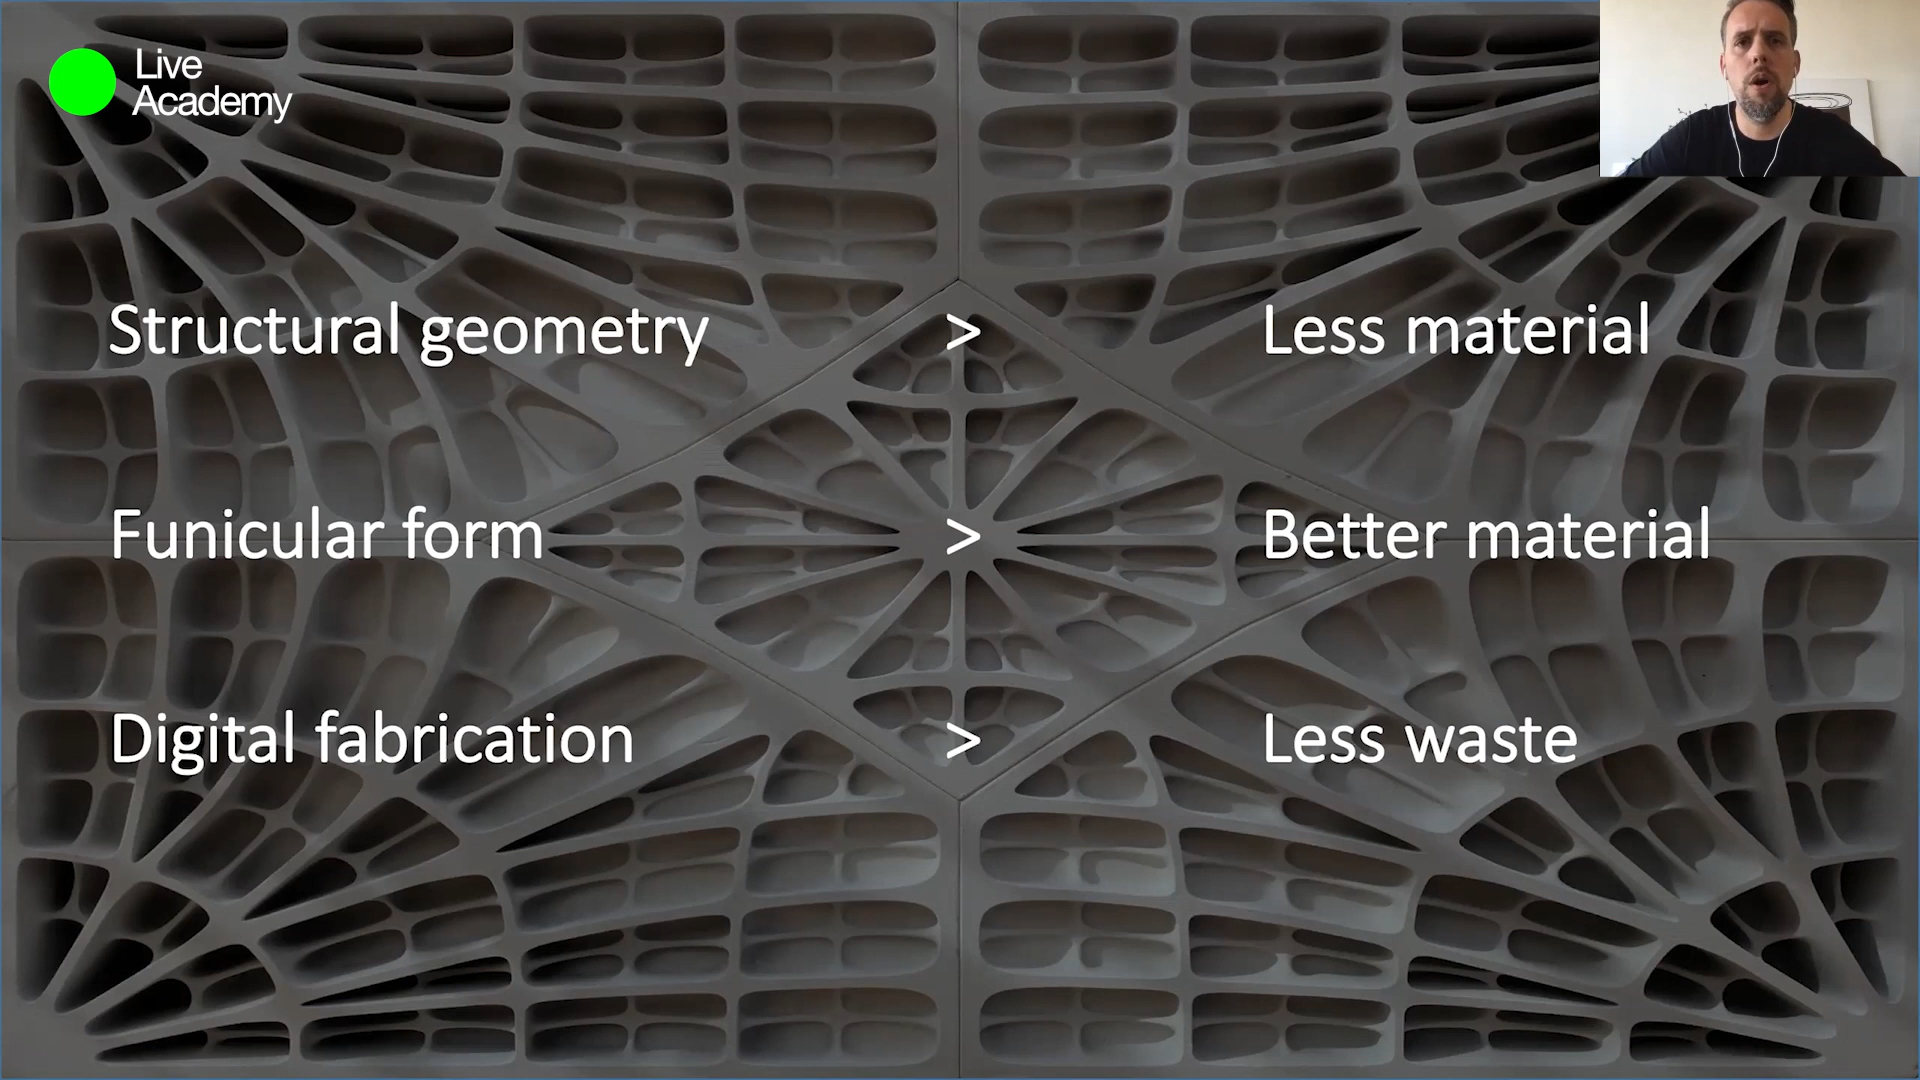 Live
Academy
Structural geometry > Less material
Funicular form > Better material
Digital fabrication > Less waste